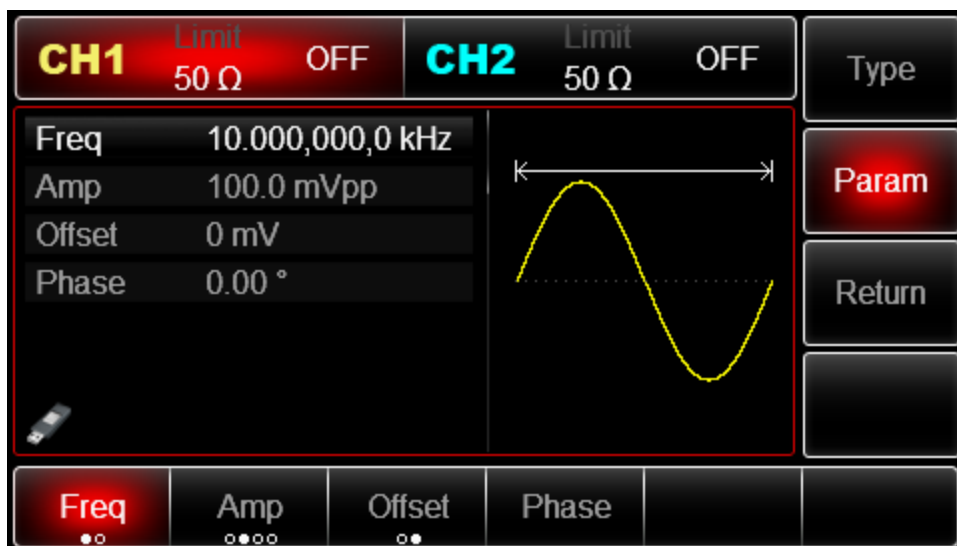 CH1 Limit 50 Ω OFF
CH2 Limit 50 Ω OFF
Type
Freq 10.000,000,0 kHz
Amp 100.0 mVpp
Offset 0 mV
Phase 0.00 °
Param
Return
Freq Amp Offset Phase